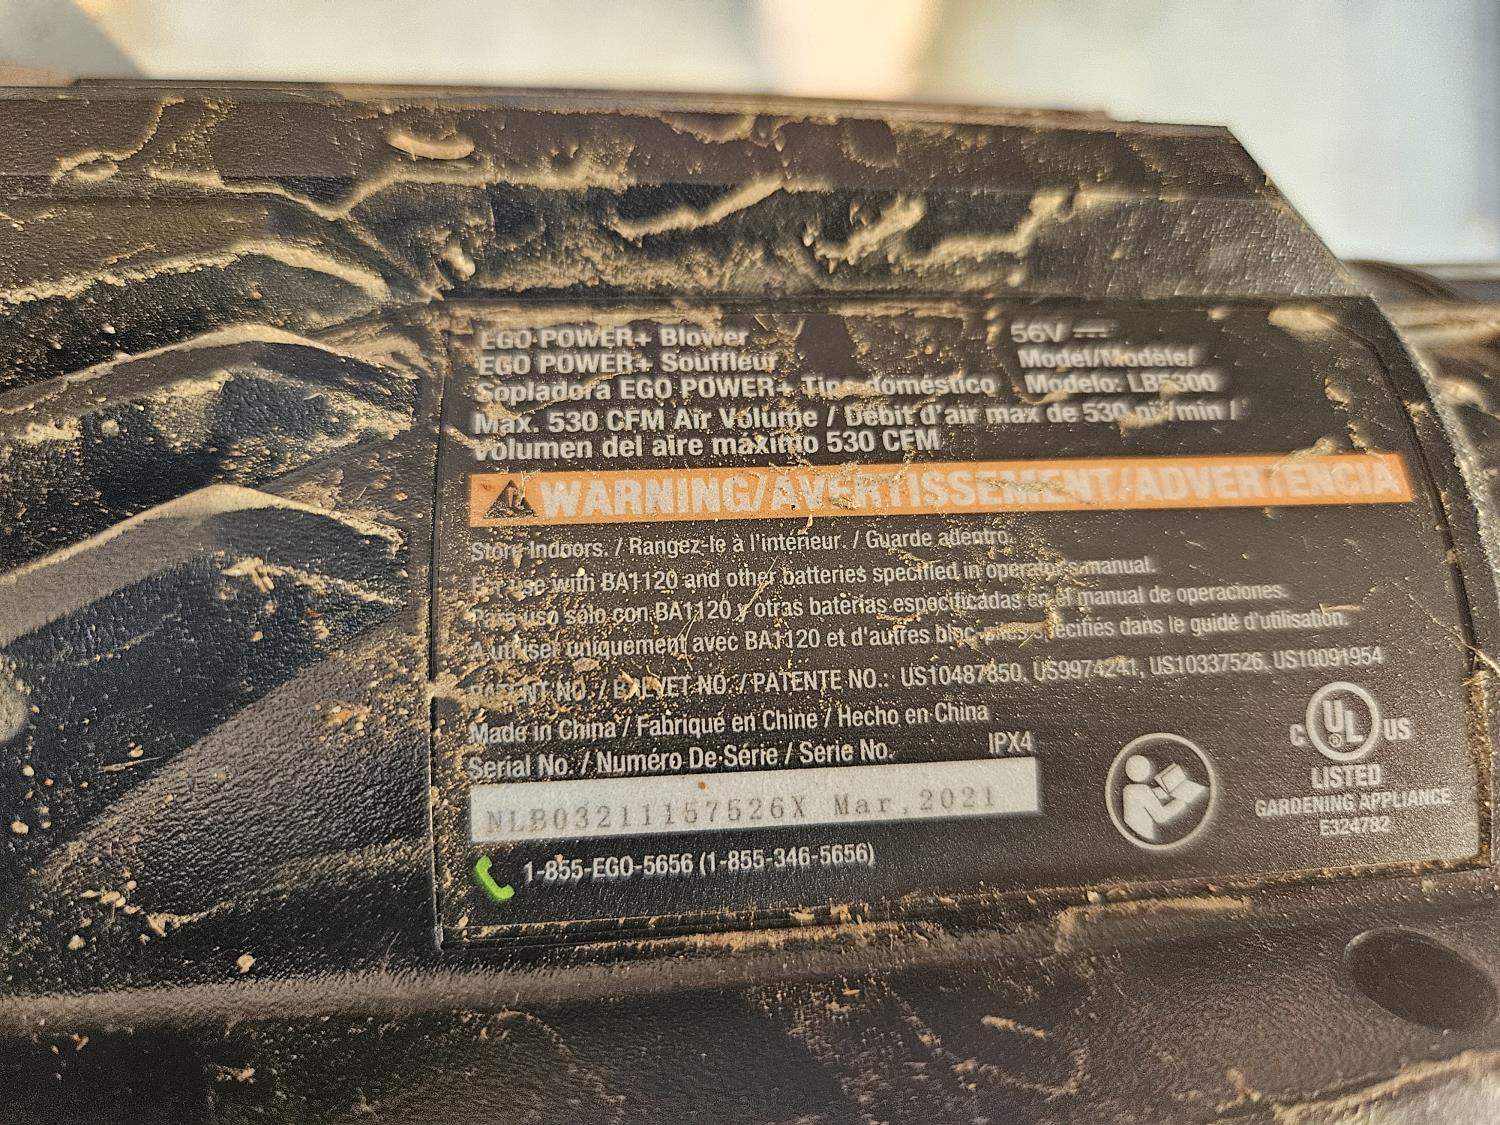 EGO POWER+ Blower
56V
EGO POWER+ Souffleur
Model/Modèle/
Sopladora EGO POWER+ Tipo doméstico
Modelo: LB5300
Max. 530 CFM Air Volume / Débit d'air max de 530 pi³/min /
volumen del aire máximo 530 CFM
WARNING/AVERTISSEMENT/ADVERTENCIA
Store Indoors. / Rangez-le à l'intérieur. / Guarde adentro.
For use with BA1120 and other batteries specified in operator's manual.
Para uso sólo con BA1120 y otras baterías especificadas en el manual de operaciones.
A utiliser uniquement avec BA1120 et d'autres bloc-piles spécifiés dans le guide d'utilisation.
PATENT NO. / BREVET NO. / PATENTE NO.: US10487850, US9974241, US10337526, US10091954
Made in China / Fabriqué en Chine / Hecho en China
Serial No. / Numéro De Série / Serie No.
IPX4
NLB03211157526X Mar,2021
1-855-EGO-5656 (1-855-346-5656)
C UL ® US
LISTED
GARDENING APPLIANCE
E324782